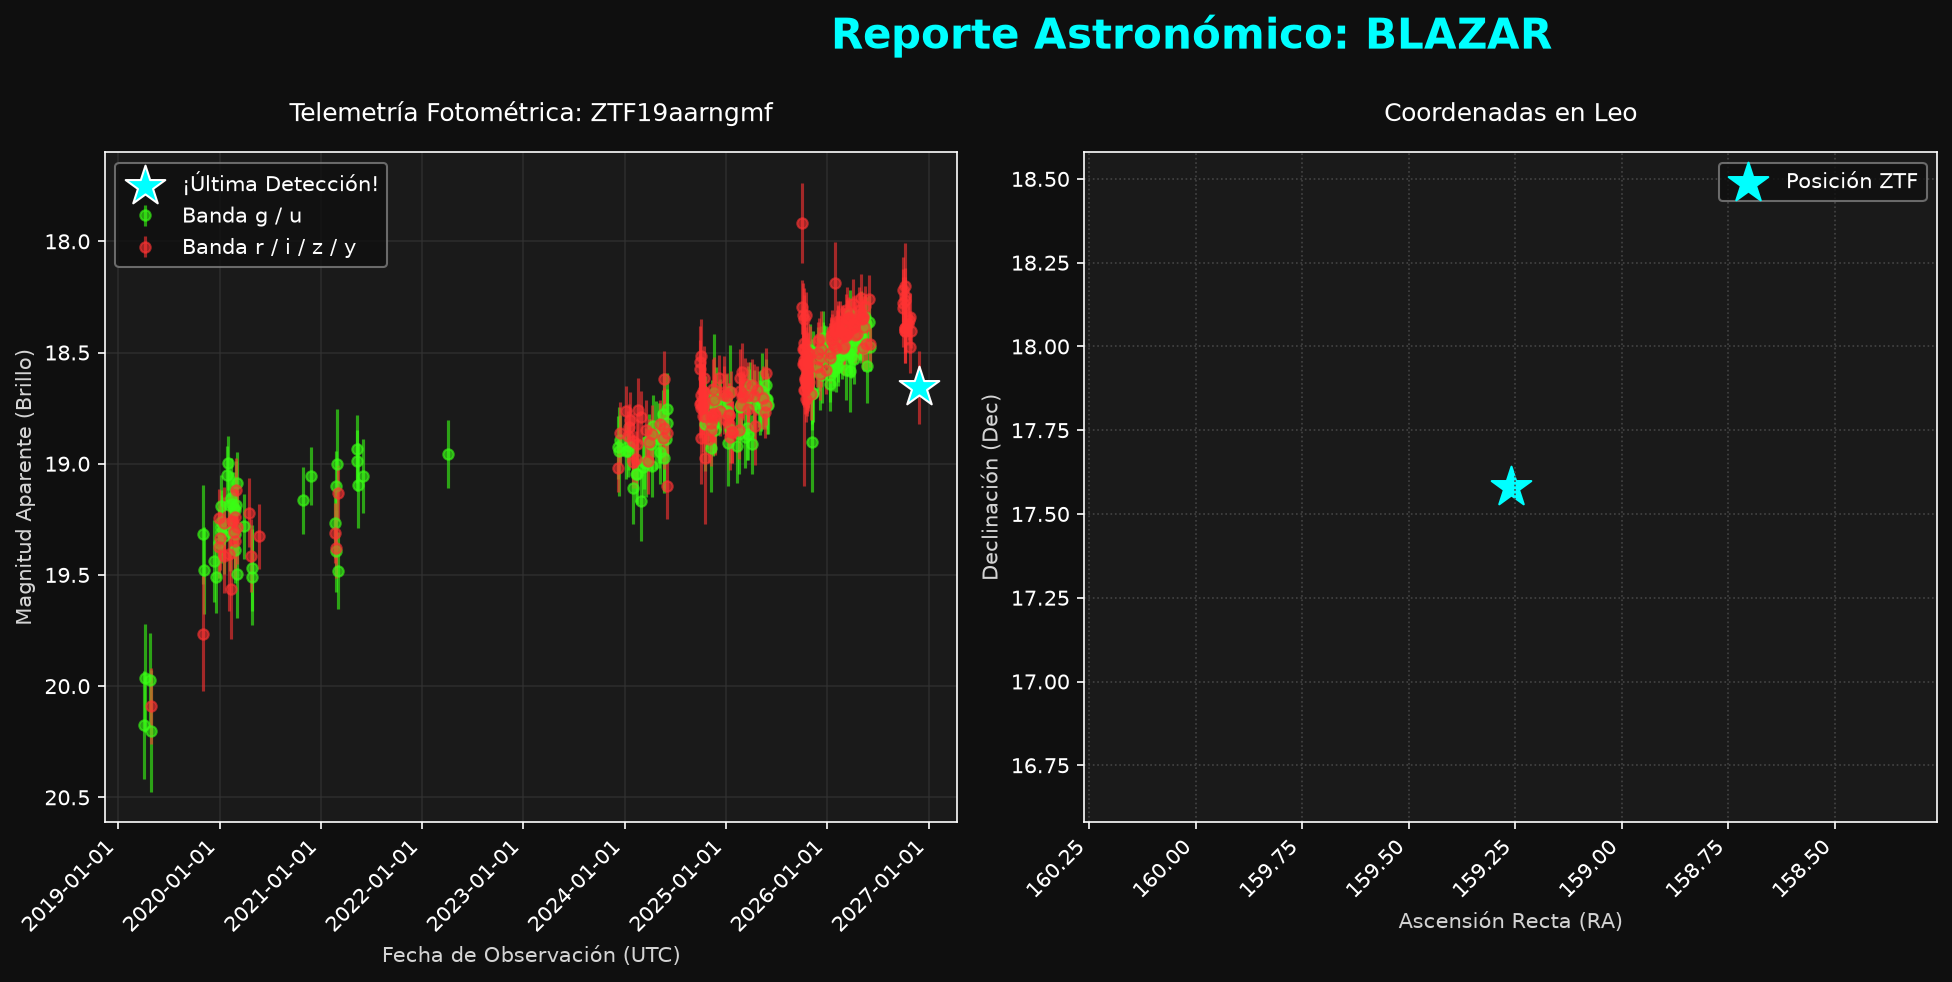 Reporte Astronómico: BLAZAR
Telemetría Fotométrica: ZTF19aarngmf
¡Última Detección!
Banda g / u
Banda r / i / z / y
Magnitud Aparente (Brillo)
18.0
18.5
19.0
19.5
20.0
20.5
2019-01-01
2020-01-01
2021-01-01
2022-01-01
2023-01-01
2024-01-01
2025-01-01
2026-01-01
2027-01-01
Fecha de Observación (UTC)
Coordenadas en Leo
Posición ZTF
Declinación (Dec)
18.50
18.25
18.00
17.75
17.50
17.25
17.00
16.75
160.25
160.00
159.75
159.50
159.25
159.00
158.75
158.50
Ascensión Recta (RA)